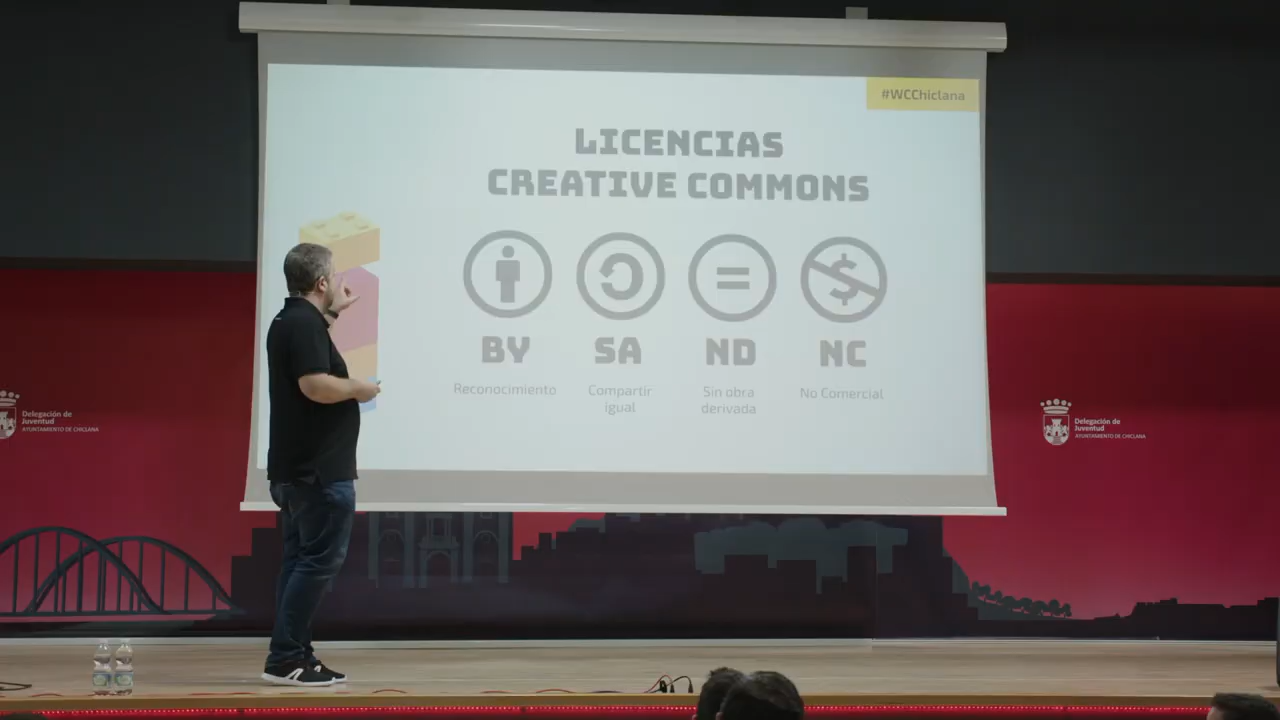 #WCChiclana
LICENCIAS
CREATIVE COMMONS
BY
SA
ND
NC
Reconocimiento
Compartir
igual
Sin obra
derivada
No Comercial
Delegación de
Juventud
AYUNTAMIENTO DE CHICLANA
Delegación de
Juventud
AYUNTAMIENTO DE CHICLANA